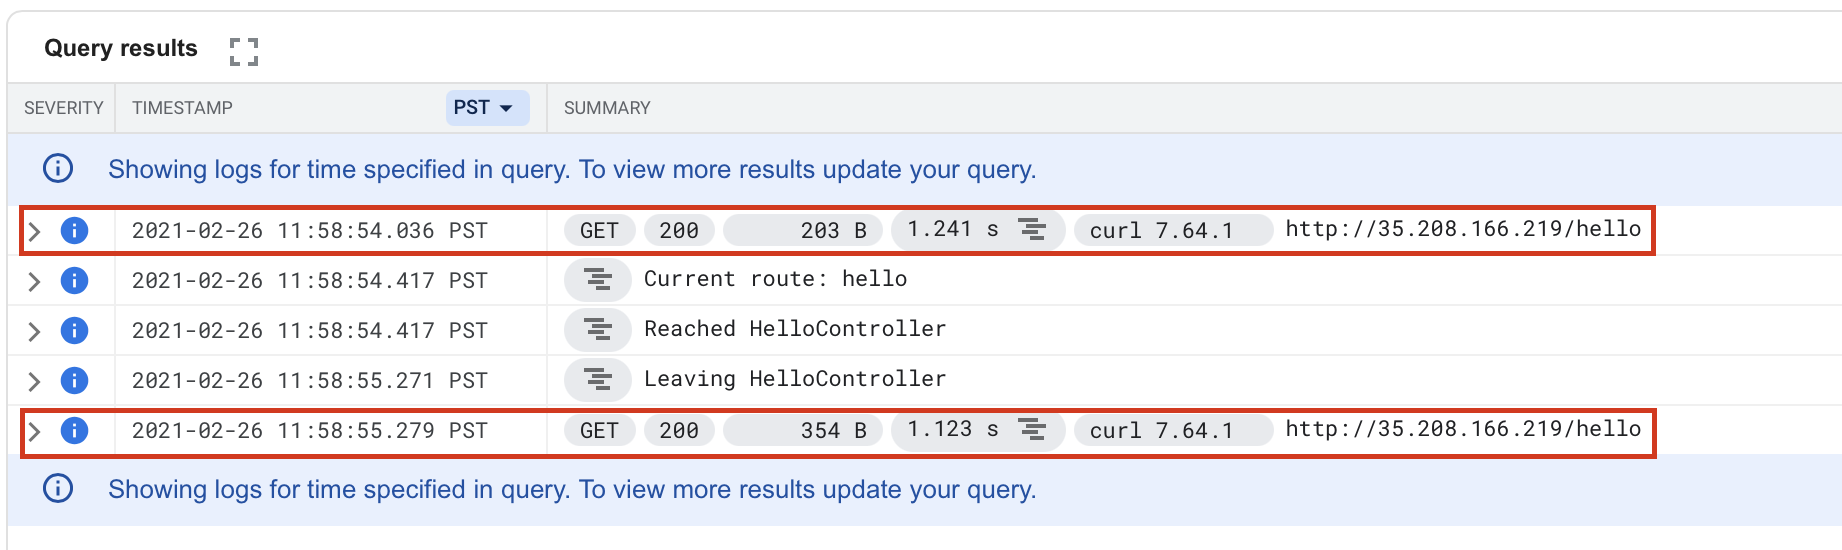 Query results
SEVERITY TIMESTAMP PST SUMMARY
Showing logs for time specified in query. To view more results update your query.
2021-02-26 11:58:54.036 PST GET 200 203 B 1.241 s curl 7.64.1 http://35.208.166.219/hello
2021-02-26 11:58:54.417 PST Current route: hello
2021-02-26 11:58:54.417 PST Reached HelloController
2021-02-26 11:58:55.271 PST Leaving HelloController
2021-02-26 11:58:55.279 PST GET 200 354 B 1.123 s curl 7.64.1 http://35.208.166.219/hello
Showing logs for time specified in query. To view more results update your query.